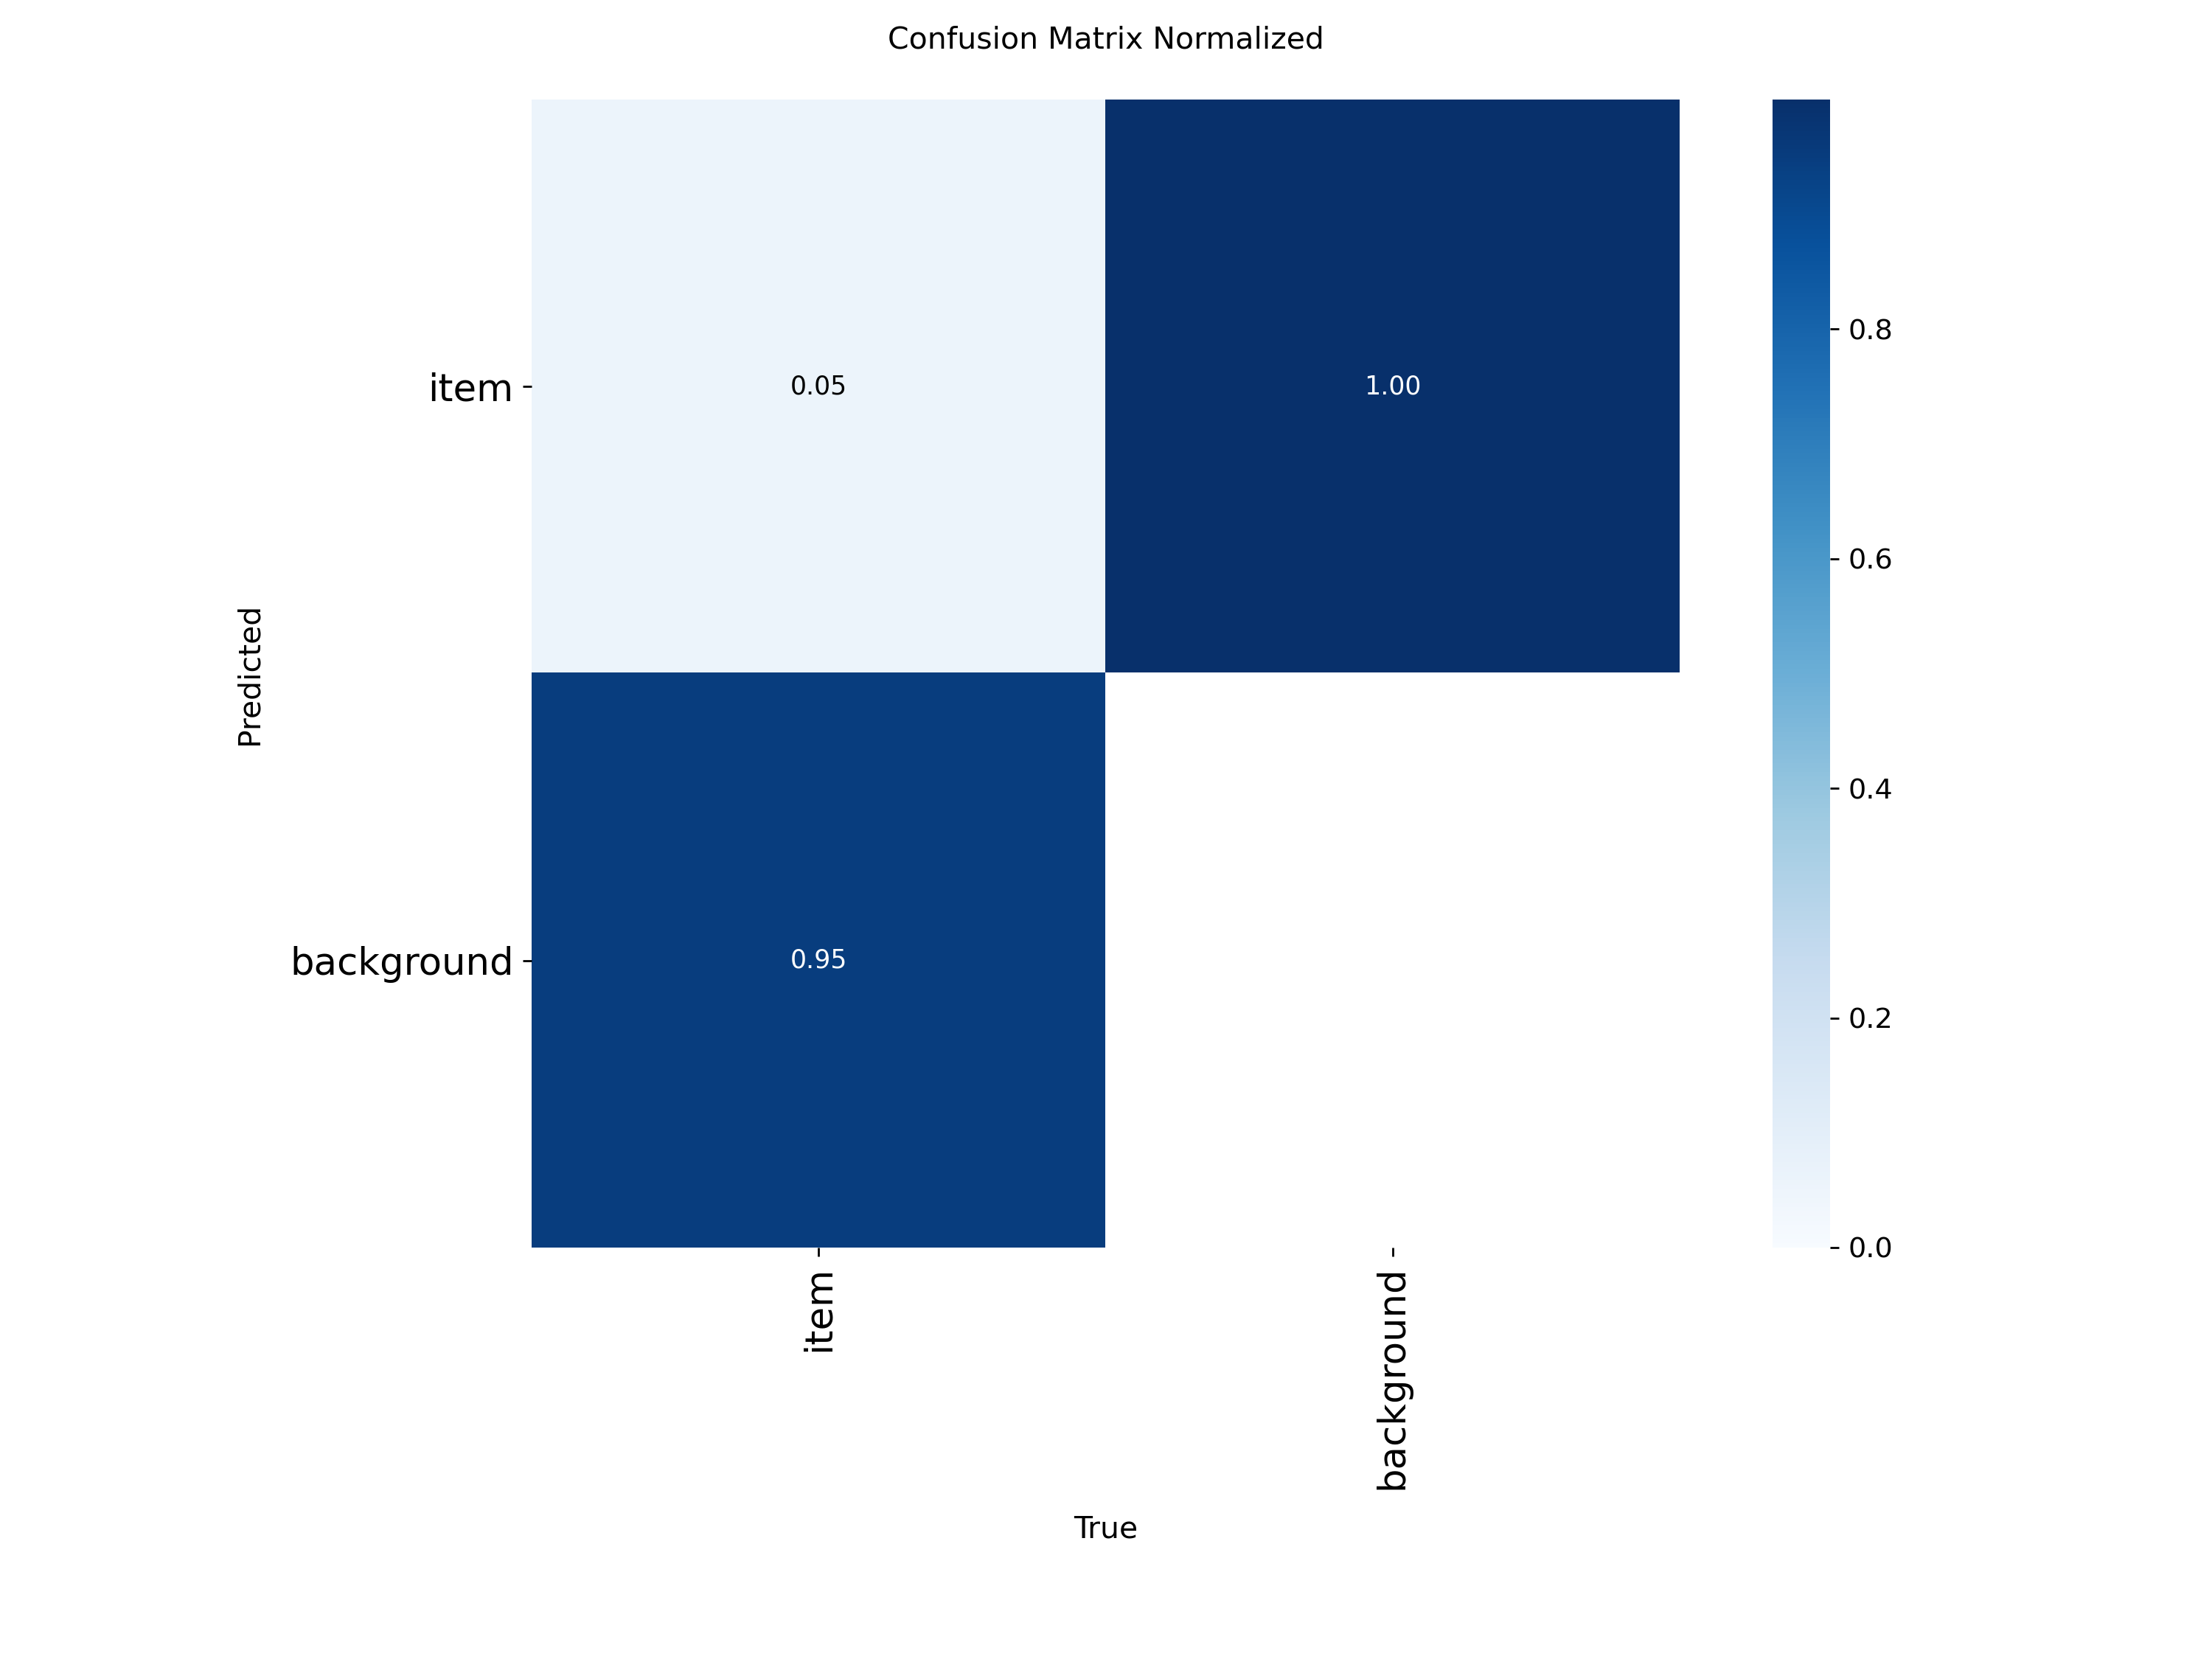 Confusion Matrix Normalized
item
0.05
1.00
0.8
0.6
Predicted
0.4
background
0.95
0.2
0.0
item
background
True